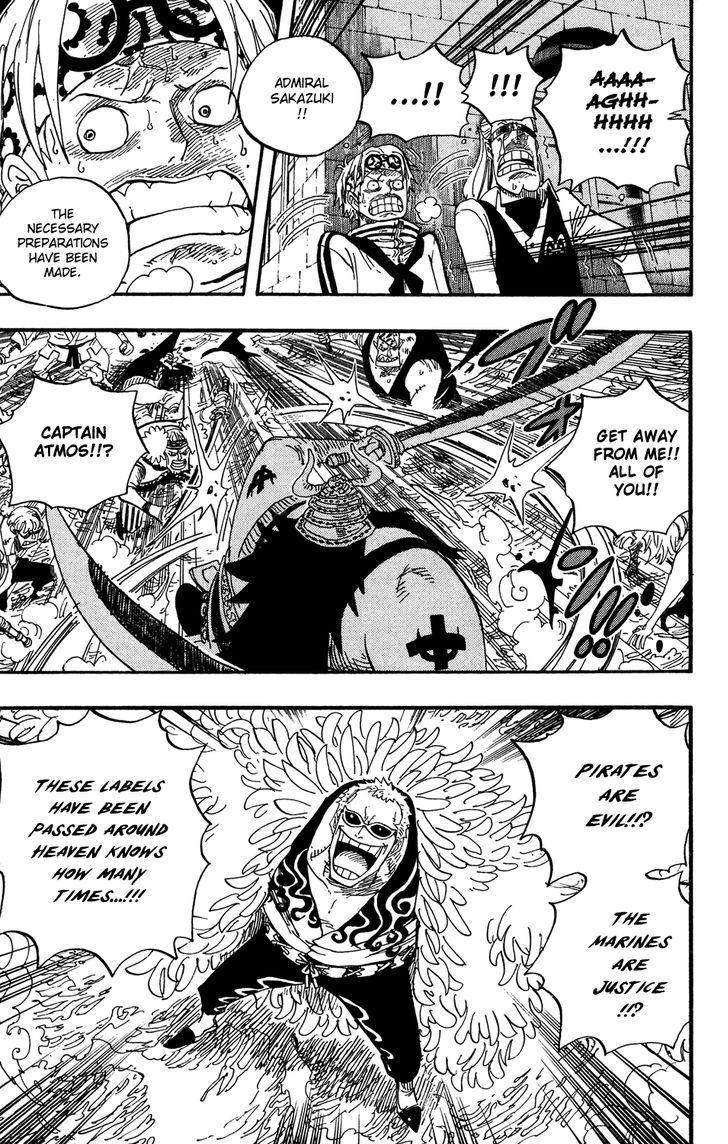 AAAA-
AGHH-
HHHH
...!!!
!!!
...!!
ADMIRAL
SAKAZUKI
!!
THE
NECESSARY
PREPARATIONS
HAVE BEEN
MADE.
GET AWAY
FROM ME!!
ALL OF
YOU!!
CAPTAIN
ATMOS!!?
PIRATES
ARE
EVIL!!?
THE
MARINES
ARE
JUSTICE
!!?
THESE LABELS
HAVE BEEN
PASSED AROUND
HEAVEN KNOWS
HOW MANY
TIMES....!!!